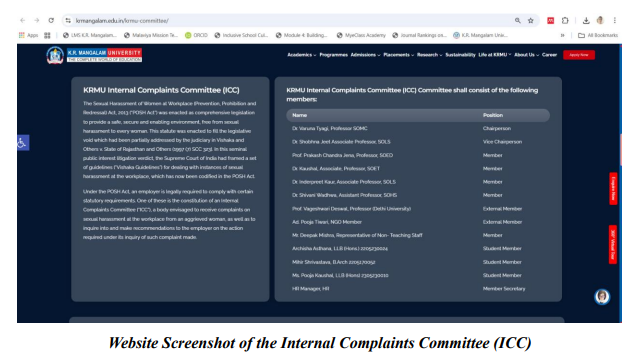 krmangalam.edu.in/krmu-committee/
Apps
LMS K.R. Mangalam...
Malaviya Mission Te...
ORCID
Inclusive School Cul...
Module 4: Building...
MyeClass Academy
Journal Rankings on...
K.R. Mangalam Univ...
All Bookmarks
K.R. MANGALAM UNIVERSITY
THE COMPLETE WORLD OF EDUCATION
Academics Programmes Admissions Placements Research Sustainability Life at KRMU About Us Career
Apply Now
KRMU Internal Complaints Committee (ICC)
The Sexual Harassment of Women at Workplace (Prevention, Prohibition and
Redressal) Act, 2013 ("POSH Act") was enacted as comprehensive legislation
to provide a safe, secure and enabling environment, free from sexual
harassment to every woman. This statute was enacted to fill the legislative
void which had been partially addressed by the judiciary in Vishaka and
Others v. State of Rajasthan and Others (1997 (7) SCC 323). In this seminal
public interest litigation verdict, the Supreme Court of India had framed a set
of guidelines ("Vishaka Guidelines") for dealing with instances of sexual
harassment at the workplace, which has now been codified in the POSH Act.
Under the POSH Act, an employer is legally required to comply with certain
statutory requirements. One of these is the constitution of an Internal
Complaints Committee ("ICC"), a body envisaged to receive complaints on
sexual harassment at the workplace from an aggrieved women, as well as to
inquire into and make recommendations to the employer on the action
required under its inquiry of such complaint made.
KRMU Internal Complaints Committee (ICC) Committee shall consist of the following
members:
Name Position
Dr. Varuna Tyagi, Professor SOMC Chairperson
Dr. Shobhna Jeet Associate Professor, SOLS Vice Chairperson
Prof. Prakash Chandra Jena, Professor, SOED Member
Dr. Kaushal, Associate Professor, SOET Member
Dr. Inderpreet Kaur, Associate Professor, SOLS Member
Dr. Shivani Wadhwa, Assistant Professor, SOHS Member
Prof. Vageshwari Deswal, Professor (Delhi University) External Member
Ad. Pooja Tiwari, NGO Member External Member
Mr. Deepak Mishra, Representative of Non- Teaching Staff Member
Archisha Asthana, LL.B (Hons.) Student Member
Mihir Shrivastava, B.Arch Student Member
Ms. Pooja Kaushal, LL.B (Hons) Student Member
HR Manager, HR Member Secretary
Enquire Now
360° Virtual Tour
Website Screenshot of the Internal Complaints Committee (ICC)